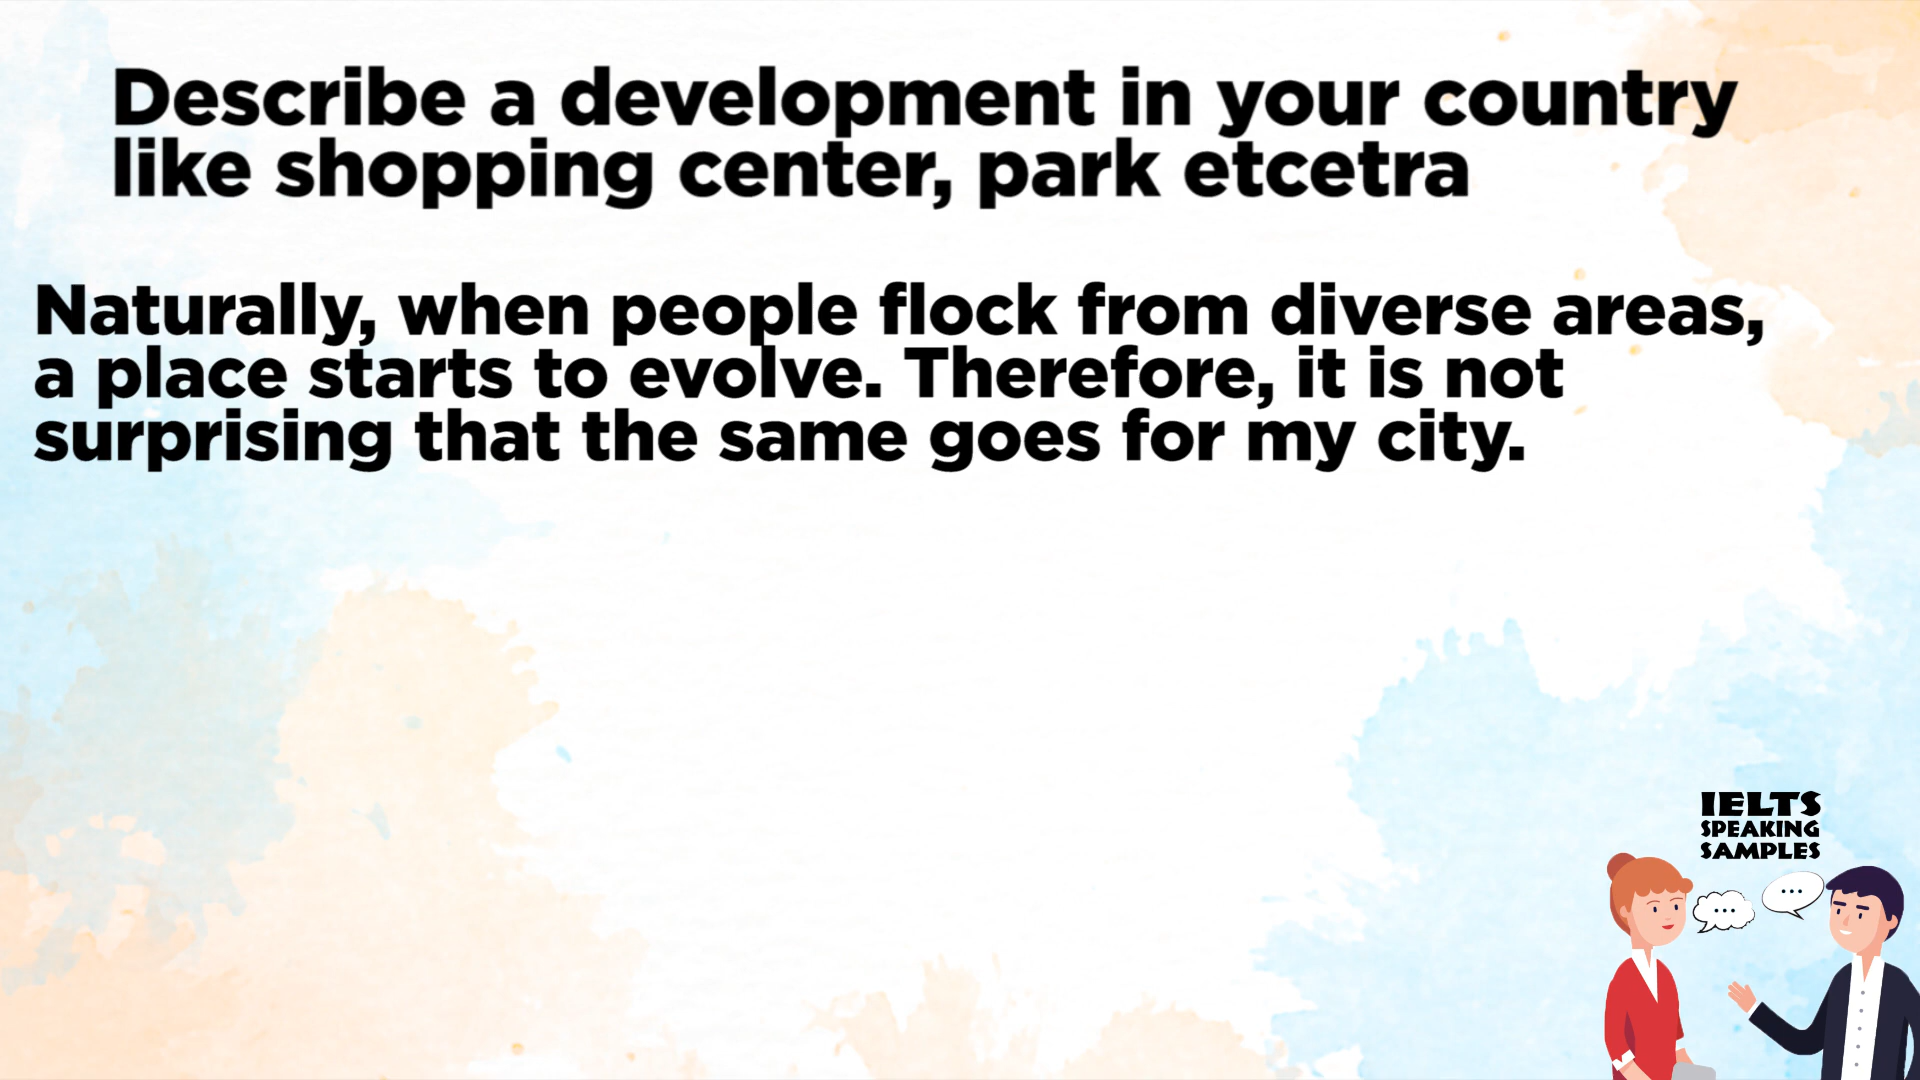 Describe a development in your country
like shopping center, park etcetra
Naturally, when people flock from diverse areas,
a place starts to evolve. Therefore, it is not
surprising that the same goes for my city.
IELTS
SPEAKING
SAMPLES